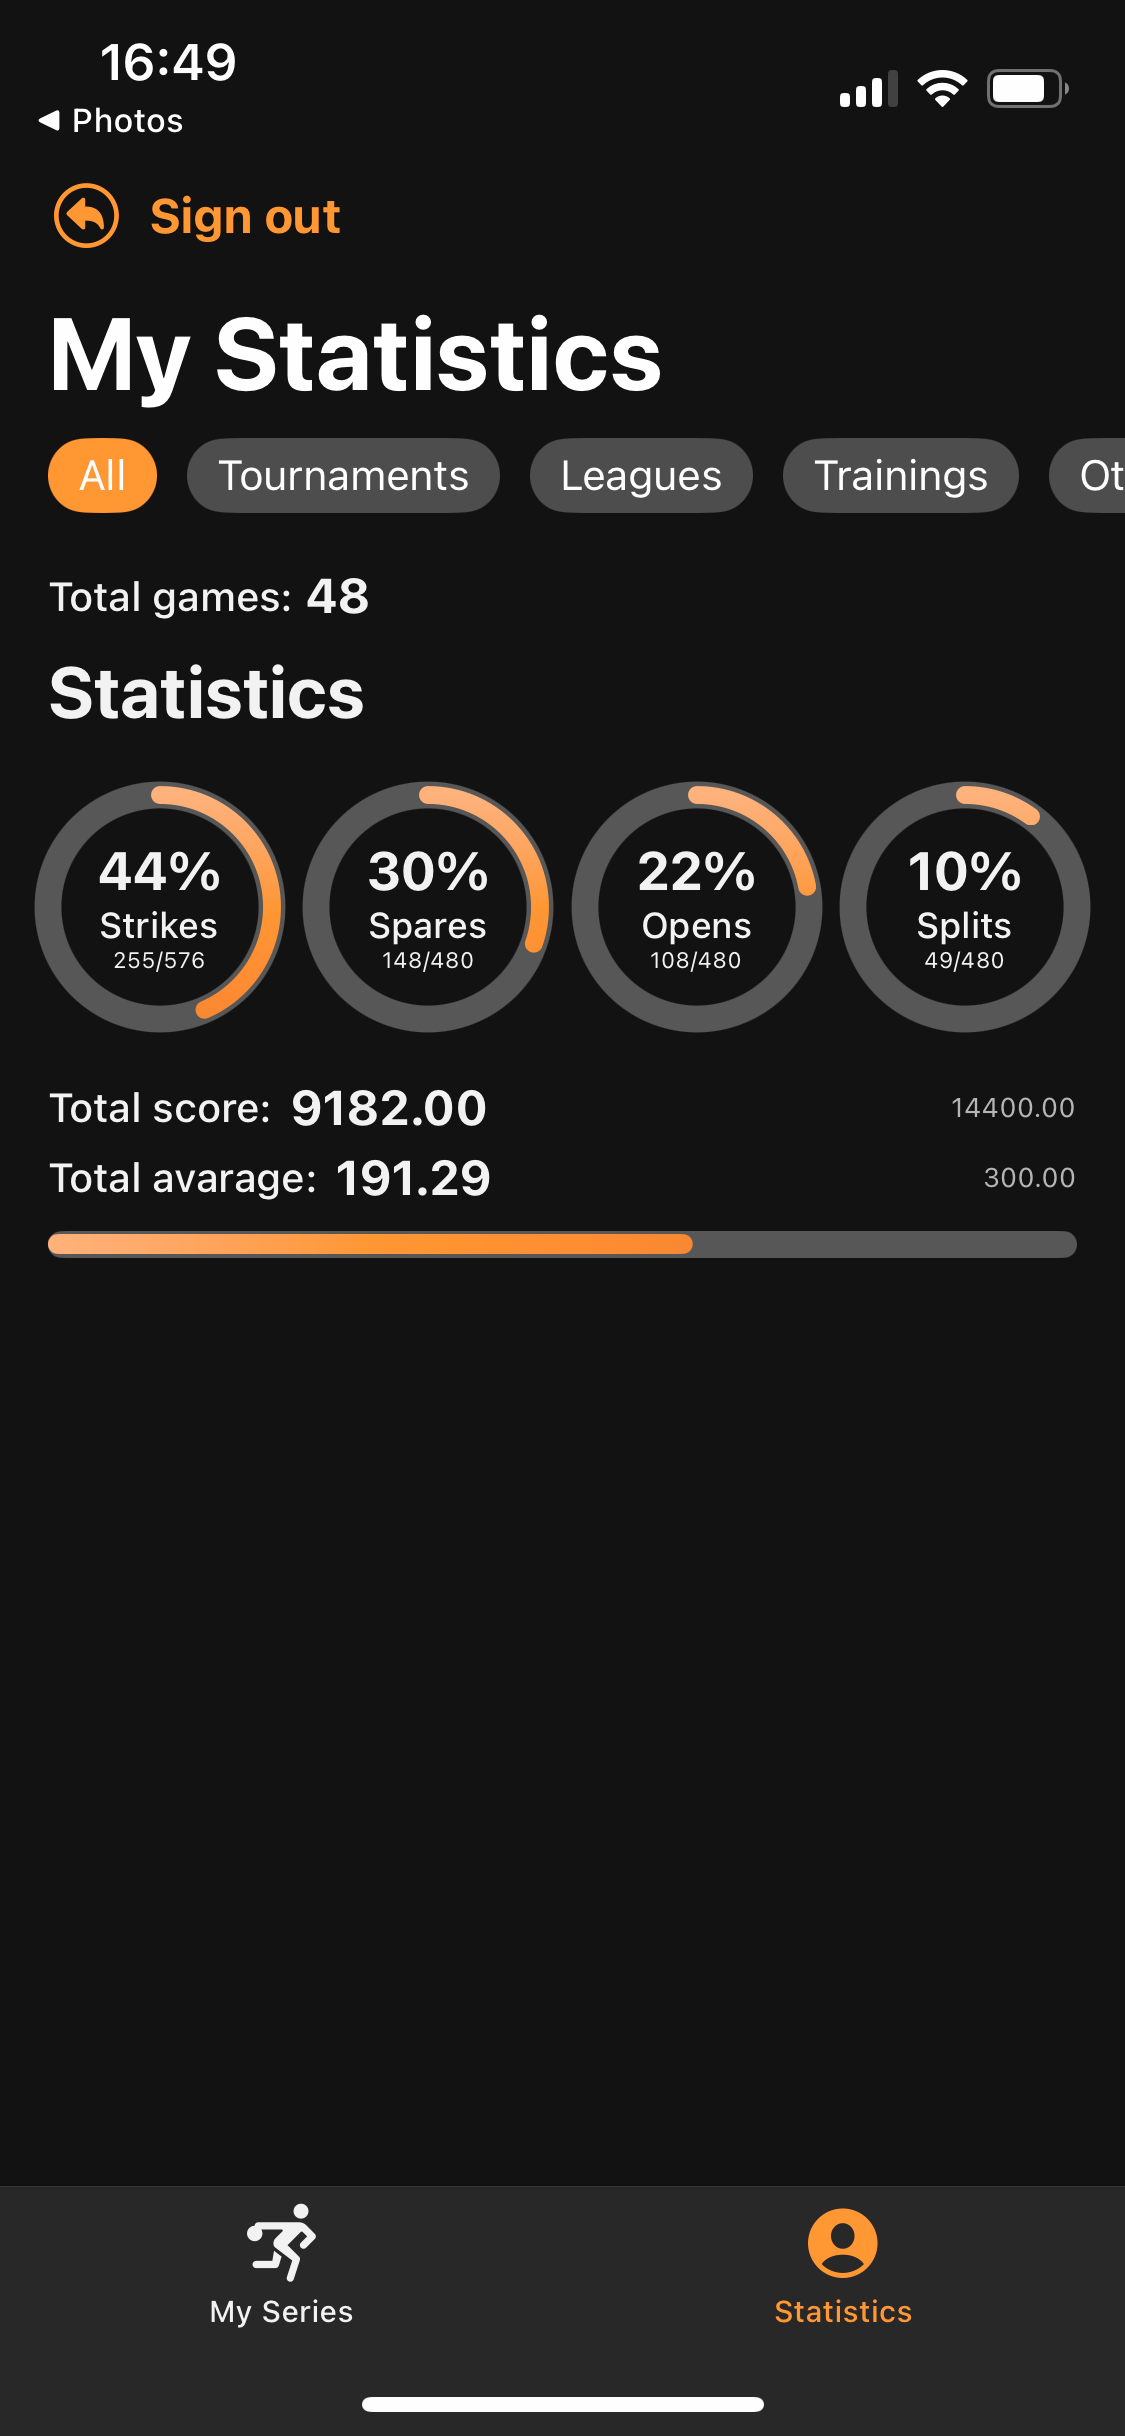 16:49
Photos
Sign out
My Statistics
All Tournaments Leagues Trainings Ot
Total games: 48
Statistics
44% 30% 22% 10%
Strikes Spares Opens Splits
255/576 148/480 108/480 49/480
Total score: 9182.00 14400.00
Total avarage: 191.29 300.00
My Series Statistics